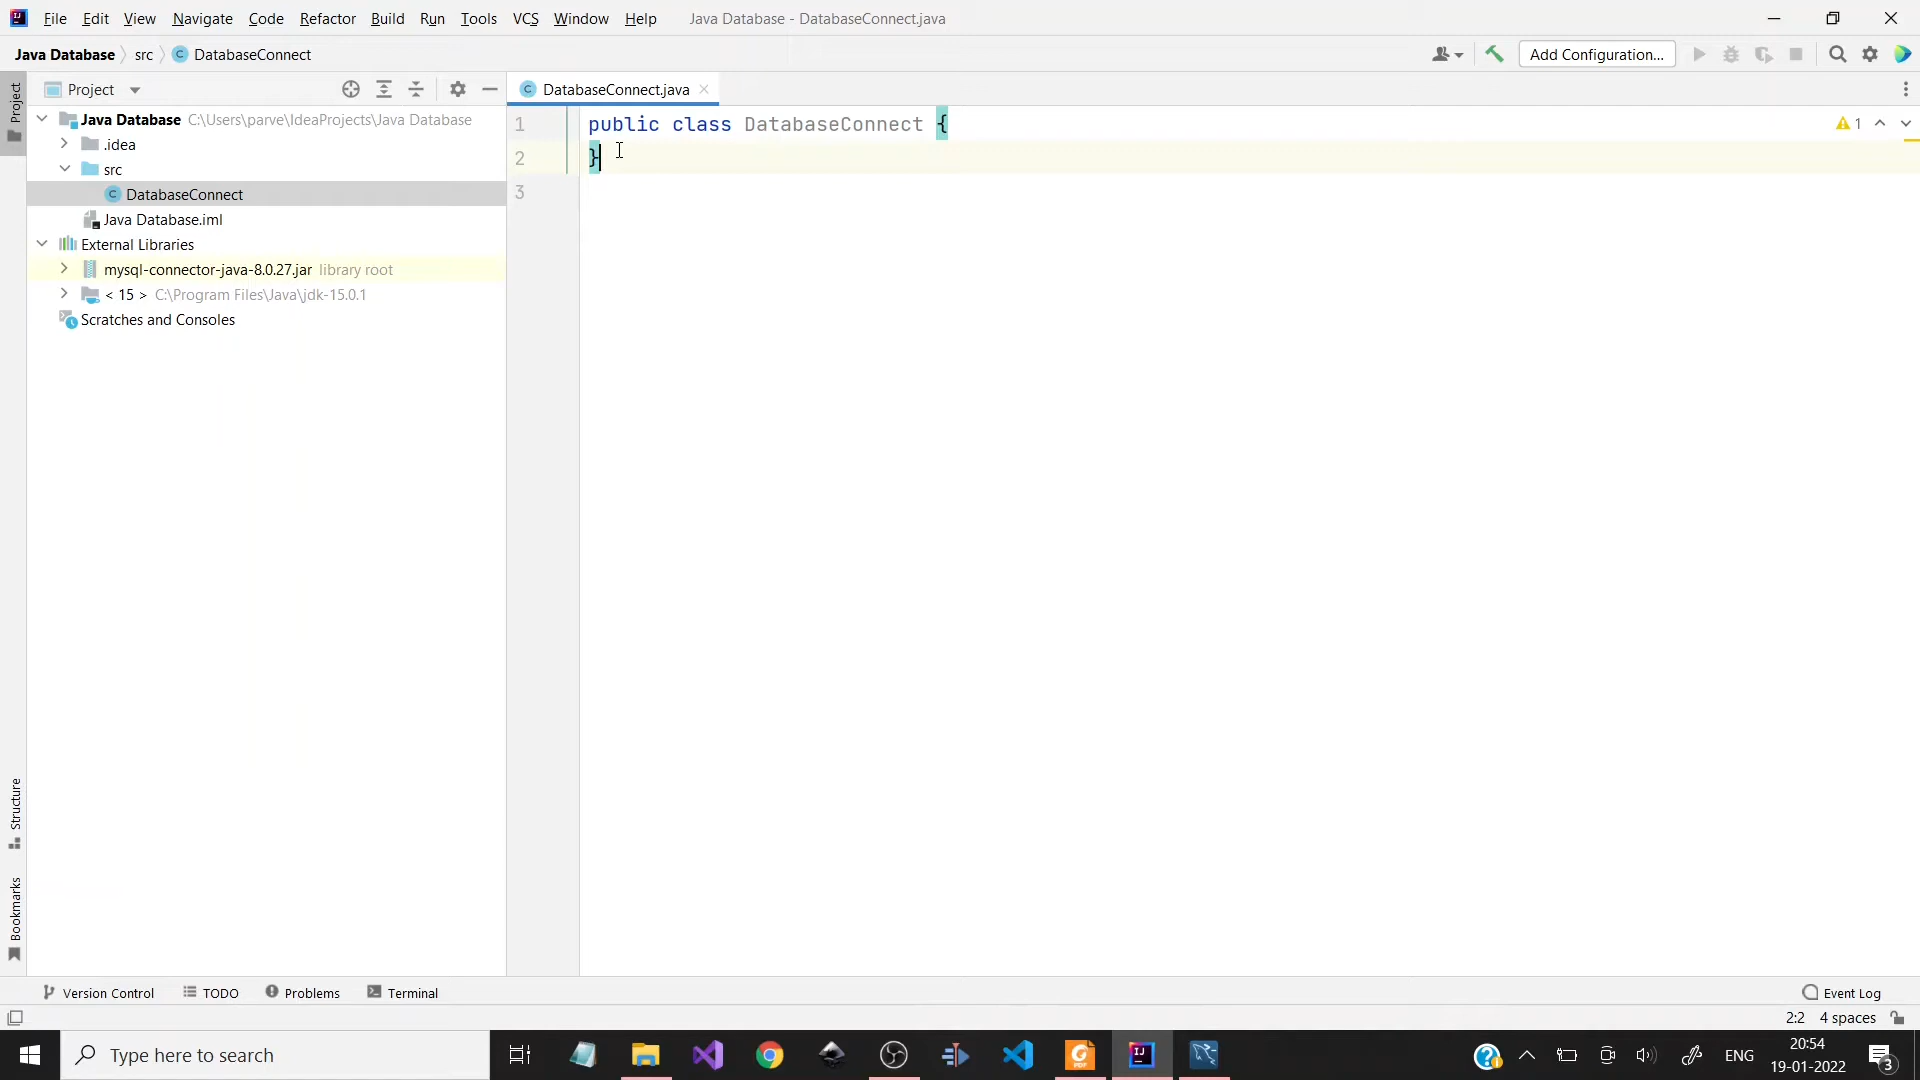 File Edit View Navigate Code Refactor Build Run Tools VCS Window Help Java Database - DatabaseConnect.java
Java Database src DatabaseConnect Add Configuration...
Project
DatabaseConnect.java
Project
Java Database C:\Users\parve\IdeaProjects\Java Database
.idea
src
DatabaseConnect
Java Database.iml
External Libraries
mysql-connector-java-8.0.27.jar library root
< 15 > C:\Program Files\Java\jdk-15.0.1
Scratches and Consoles
1 public class DatabaseConnect {
2 }
3
1
Structure
Bookmarks
Version Control TODO Problems Terminal Event Log
2:2 4 spaces
Type here to search
ENG
20:54
19-01-2022
3